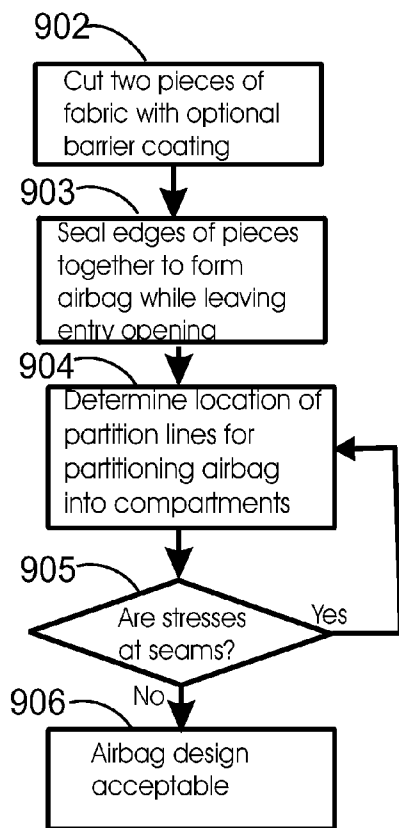 902
Cut two pieces of
fabric with optional
barrier coating
903
Seal edges of pieces
together to form
airbag while leaving
entry opening
904
Determine location of
partition lines for
partitioning airbag
into compartments
905
Are stresses
at seams?
Yes
No
906
Airbag design
acceptable